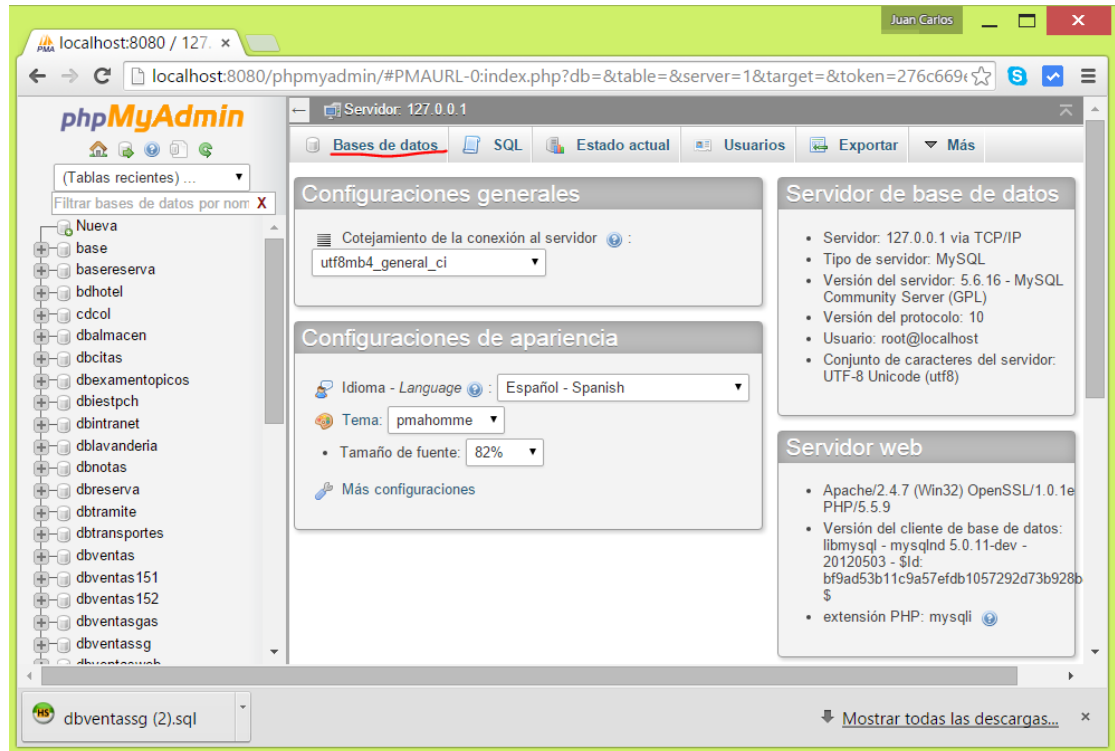 Juan Carlos
localhost:8080 / 127.
localhost:8080/phpmyadmin/#PMAURL-0:index.php?db=&table=&server=1&target=&token=276c669
phpMyAdmin
(Tablas recientes) ...
Filtrar bases de datos por nom X
Nueva
base
basereserva
bdhotel
cdcol
dbalmacen
dbcitas
dbexamentopicos
dbiestpch
dbintranet
dblavanderia
dbnotas
dbreserva
dbtramite
dbtransportes
dbventas
dbventas151
dbventas152
dbventasgas
dbventassg
dbventasweb
Servidor: 127.0.0.1
Bases de datos SQL Estado actual Usuarios Exportar Más
Configuraciones generales
Cotejamiento de la conexión al servidor :
utf8mb4_general_ci
Configuraciones de apariencia
Idioma - Language : Español - Spanish
Tema: pmahomme
• Tamaño de fuente: 82%
Más configuraciones
Servidor de base de datos
• Servidor: 127.0.0.1 via TCP/IP
• Tipo de servidor: MySQL
• Versión del servidor: 5.6.16 - MySQL
Community Server (GPL)
• Versión del protocolo: 10
• Usuario: root@localhost
• Conjunto de caracteres del servidor:
UTF-8 Unicode (utf8)
Servidor web
• Apache/2.4.7 (Win32) OpenSSL/1.0.1e
PHP/5.5.9
• Versión del cliente de base de datos:
libmysql - mysqlnd 5.0.11-dev -
20120503 - $Id:
bf9ad53b11c9a57efdb1057292d73b928b
$
• extensión PHP: mysqli
dbventassg (2).sql
Mostrar todas las descargas...